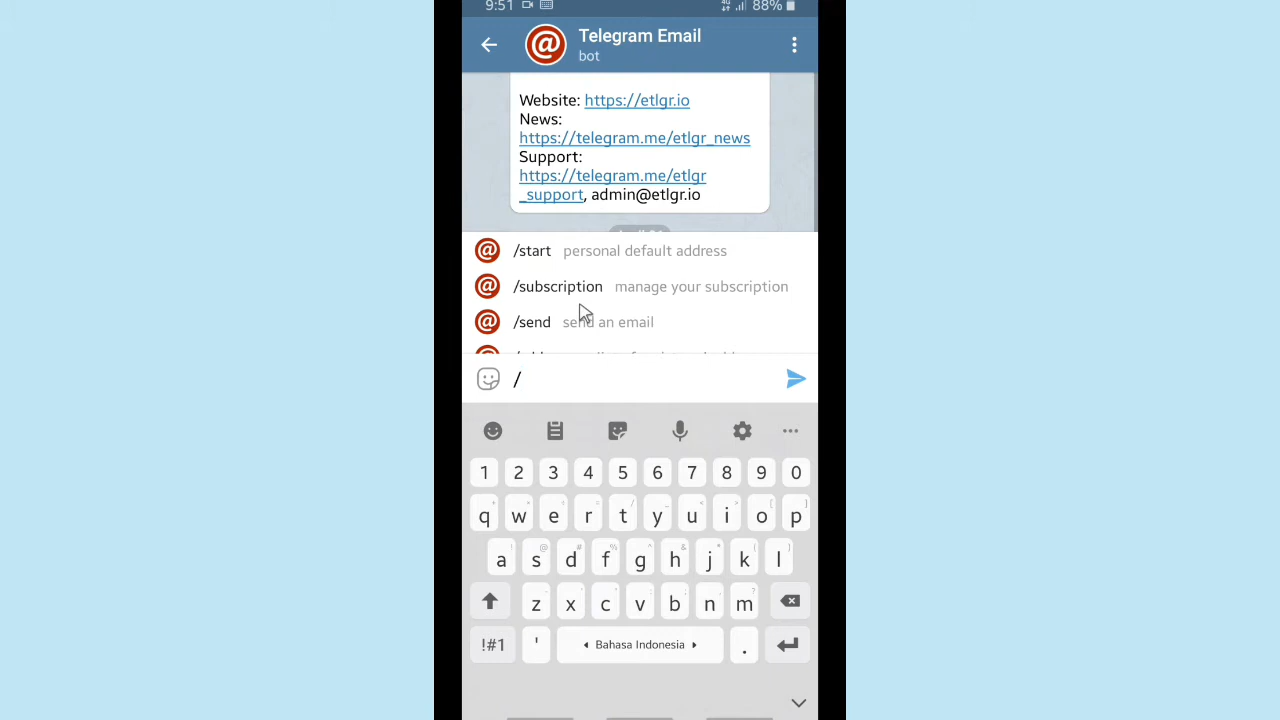 9:51 4G 88%
Telegram Email
bot
Website: https://etlgr.io
News:
https://telegram.me/etlgr_news
Support:
https://telegram.me/etlgr
_support, admin@etlgr.io
/start personal default address
/subscription manage your subscription
/send send an email
/
1 2 3 4 5 6 7 8 9 0
q w e r t y u i o p
a s d f g h j k l
z x c v b n m
!#1 ' Bahasa Indonesia .